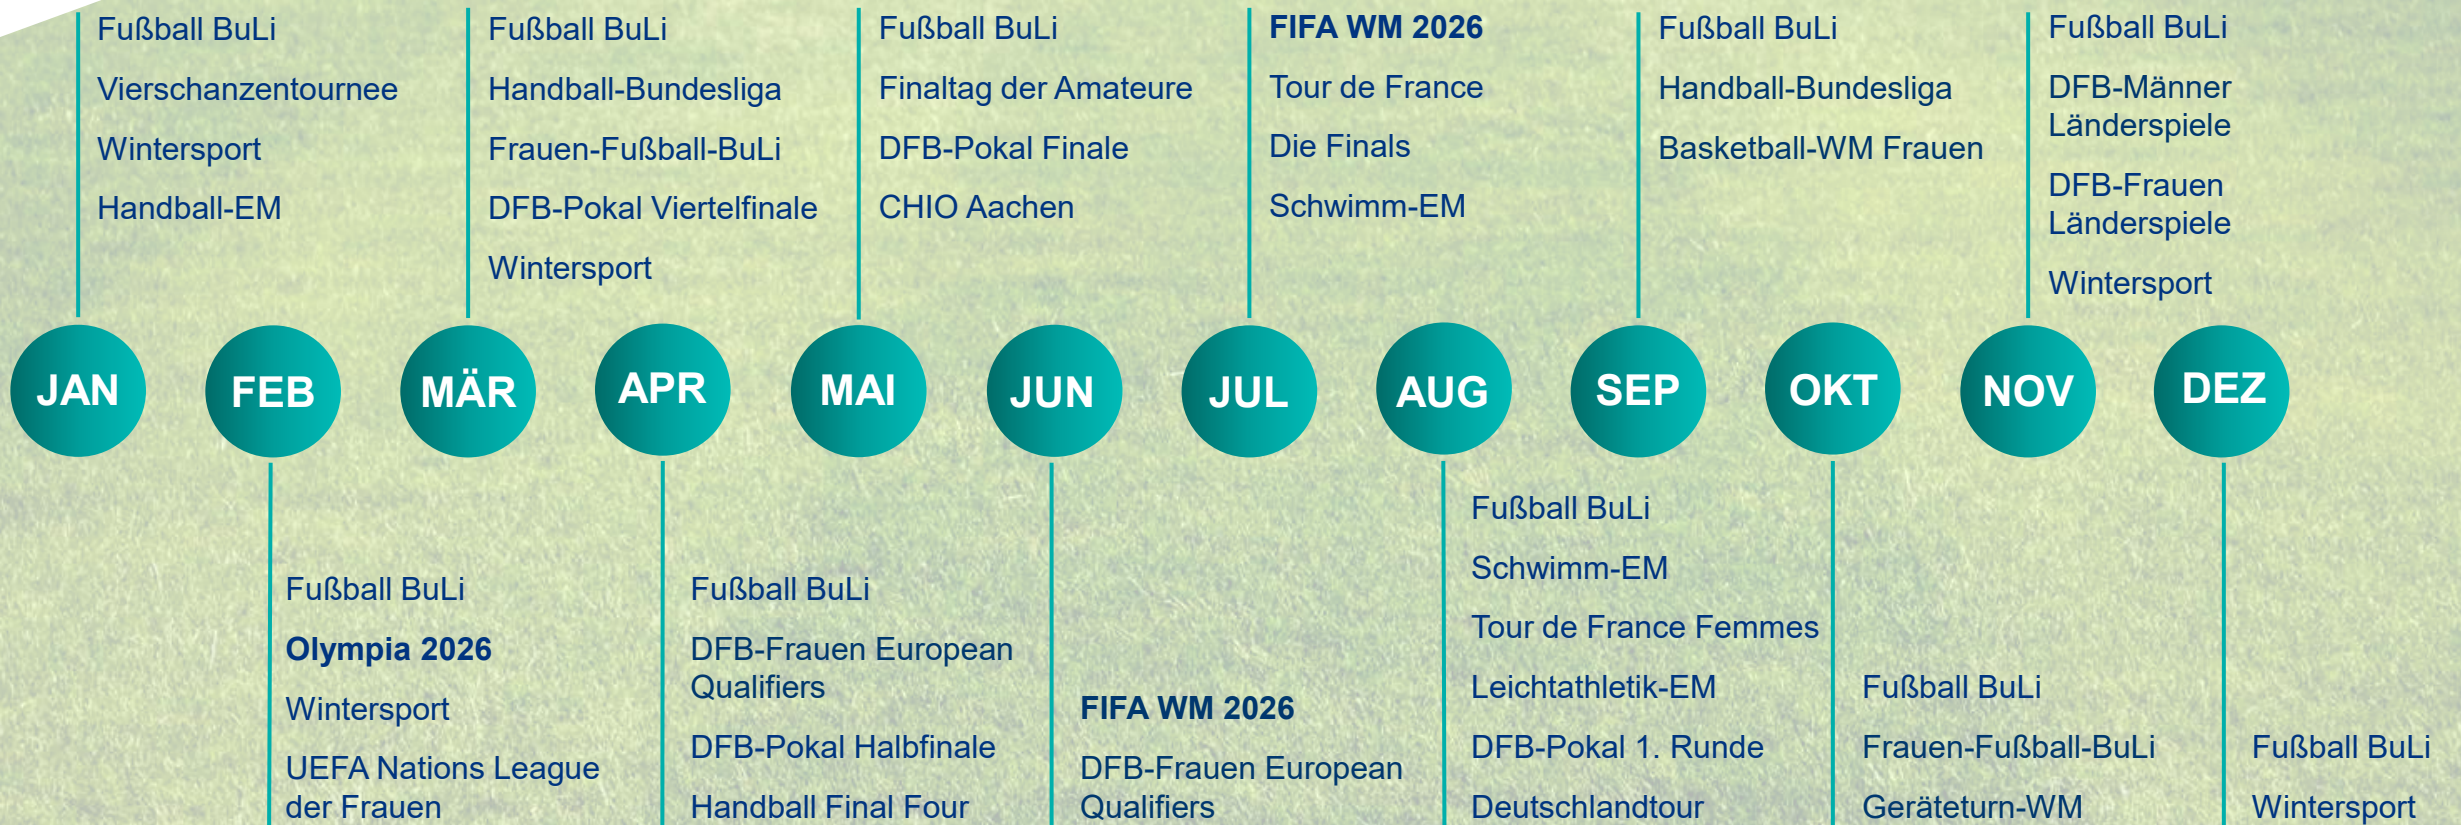 Fußball BuLi
Vierschanzentournee
Wintersport
Handball-EM
Fußball BuLi
Handball-Bundesliga
Frauen-Fußball-BuLi
DFB-Pokal Viertelfinale
Wintersport
Fußball BuLi
Finaltag der Amateure
DFB-Pokal Finale
CHIO Aachen
FIFA WM 2026
Tour de France
Die Finals
Schwimm-EM
Fußball BuLi
Handball-Bundesliga
Basketball-WM Frauen
Fußball BuLi
DFB-Männer
Länderspiele
DFB-Frauen
Länderspiele
Wintersport
JAN
FEB
MÄR
APR
MAI
JUN
JUL
AUG
SEP
OKT
NOV
DEZ
Fußball BuLi
Olympia 2026
Wintersport
UEFA Nations League
der Frauen
Fußball BuLi
DFB-Frauen European
Qualifiers
DFB-Pokal Halbfinale
Handball Final Four
FIFA WM 2026
DFB-Frauen European
Qualifiers
Fußball BuLi
Schwimm-EM
Tour de France Femmes
Leichtathletik-EM
DFB-Pokal 1. Runde
Deutschlandtour
Fußball BuLi
Frauen-Fußball-BuLi
Geräteturn-WM
Fußball BuLi
Wintersport